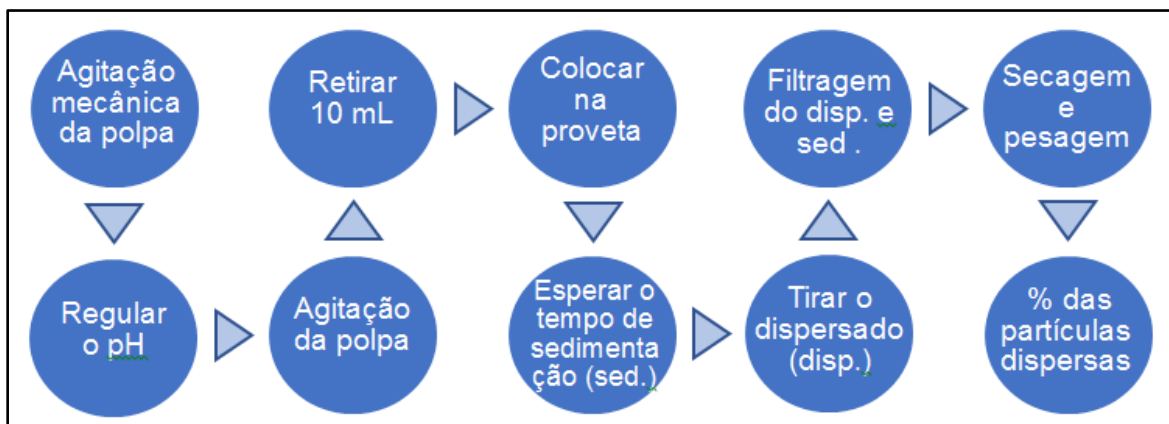 Agitação
mecânica
da polpa
Regular
o pH
Agitação
da polpa
Retirar
10 mL
Colocar
na
proveta
Esperar o
tempo de
sedimenta
ção (sed.)
Tirar o
dispersado
(disp.)
Filtragem
do disp. e
sed .
Secagem
e
pesagem
% das
partículas
dispersas